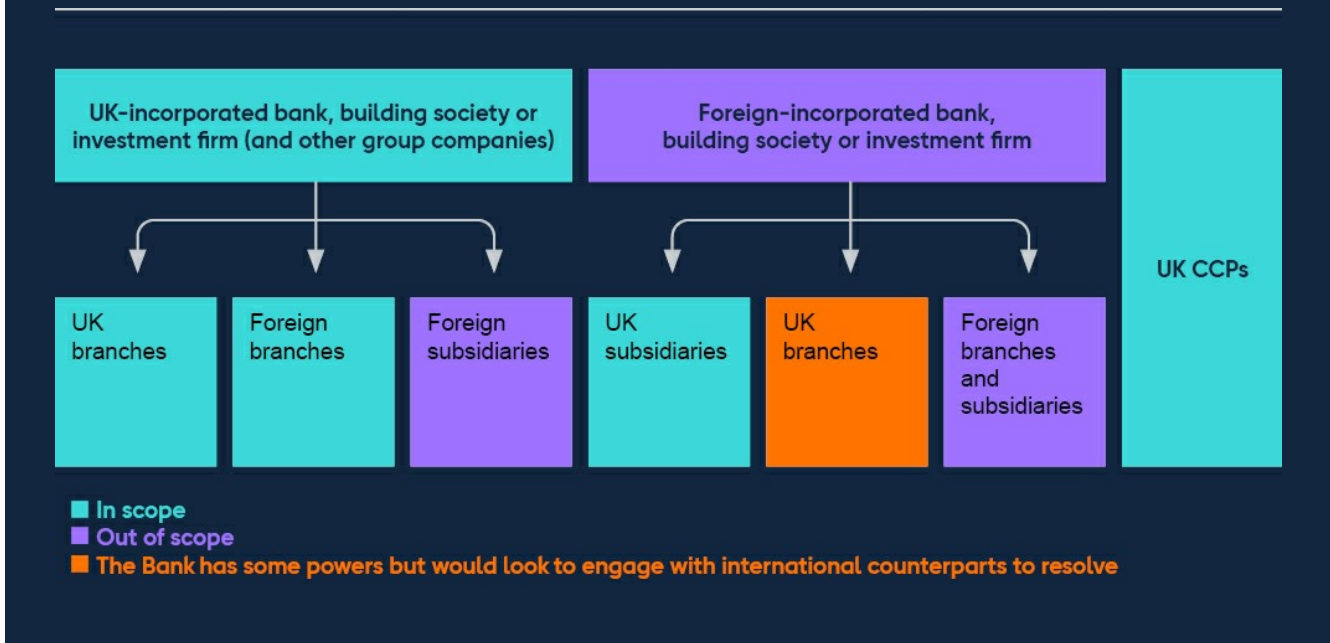 UK-incorporated bank, building society or
investment firm (and other group companies)
Foreign-incorporated bank,
building society or investment firm
UK CCPs
UK
branches
Foreign
branches
Foreign
subsidiaries
UK
subsidiaries
UK
branches
Foreign
branches
and
subsidiaries
In scope
Out of scope
The Bank has some powers but would look to engage with international counterparts to resolve